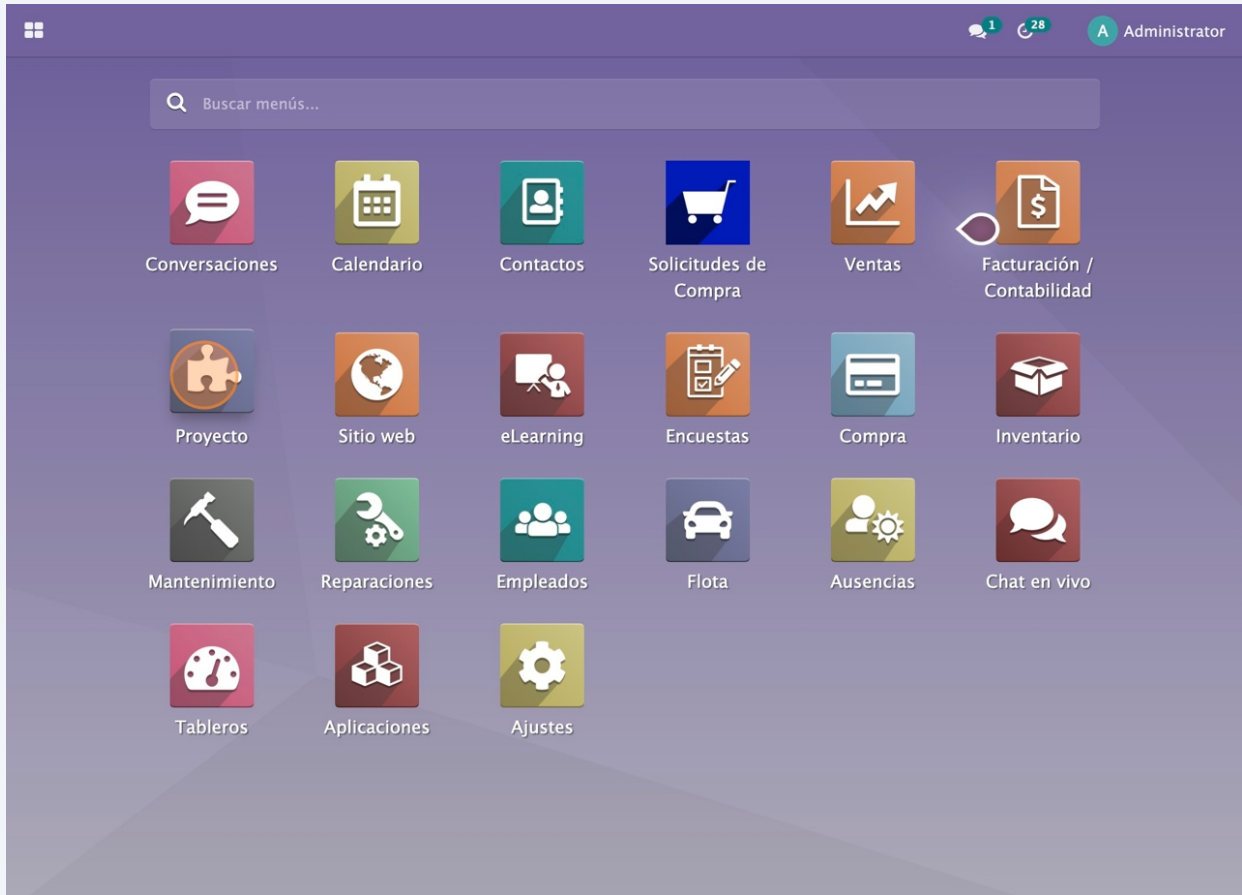 1
28
A
Administrator
Buscar menús...
Conversaciones
Calendario
Contactos
Solicitudes de
Compra
Ventas
Facturación /
Contabilidad
Proyecto
Sitio web
eLearning
Encuestas
Compra
Inventario
Mantenimiento
Reparaciones
Empleados
Flota
Ausencias
Chat en vivo
Tableros
Aplicaciones
Ajustes